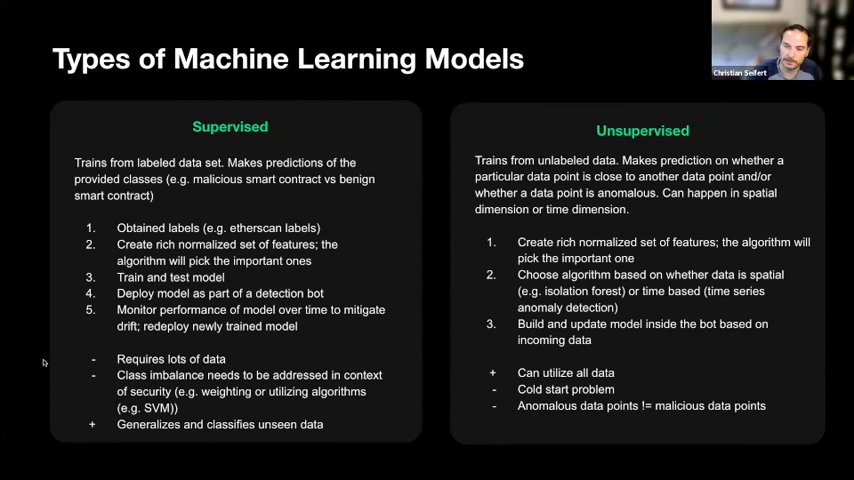 Types of Machine Learning Models
Christian Seifert
Supervised
Trains from labeled data set. Makes predictions of the
provided classes (e.g. malicious smart contract vs benign
smart contract)
1. Obtained labels (e.g. etherscan labels)
2. Create rich normalized set of features; the
algorithm will pick the important ones
3. Train and test model
4. Deploy model as part of a detection bot
5. Monitor performance of model over time to mitigate
drift; redeploy newly trained model
- Requires lots of data
- Class imbalance needs to be addressed in context
of security (e.g. weighting or utilizing algorithms
(e.g. SVM))
+ Generalizes and classifies unseen data
Unsupervised
Trains from unlabeled data. Makes prediction on whether a
particular data point is close to another data point and/or
whether a data point is anomalous. Can happen in spatial
dimension or time dimension.
1. Create rich normalized set of features; the algorithm will
pick the important one
2. Choose algorithm based on whether data is spatial
(e.g. isolation forest) or time based (time series
anomaly detection)
3. Build and update model inside the bot based on
incoming data
+ Can utilize all data
- Cold start problem
- Anomalous data points != malicious data points